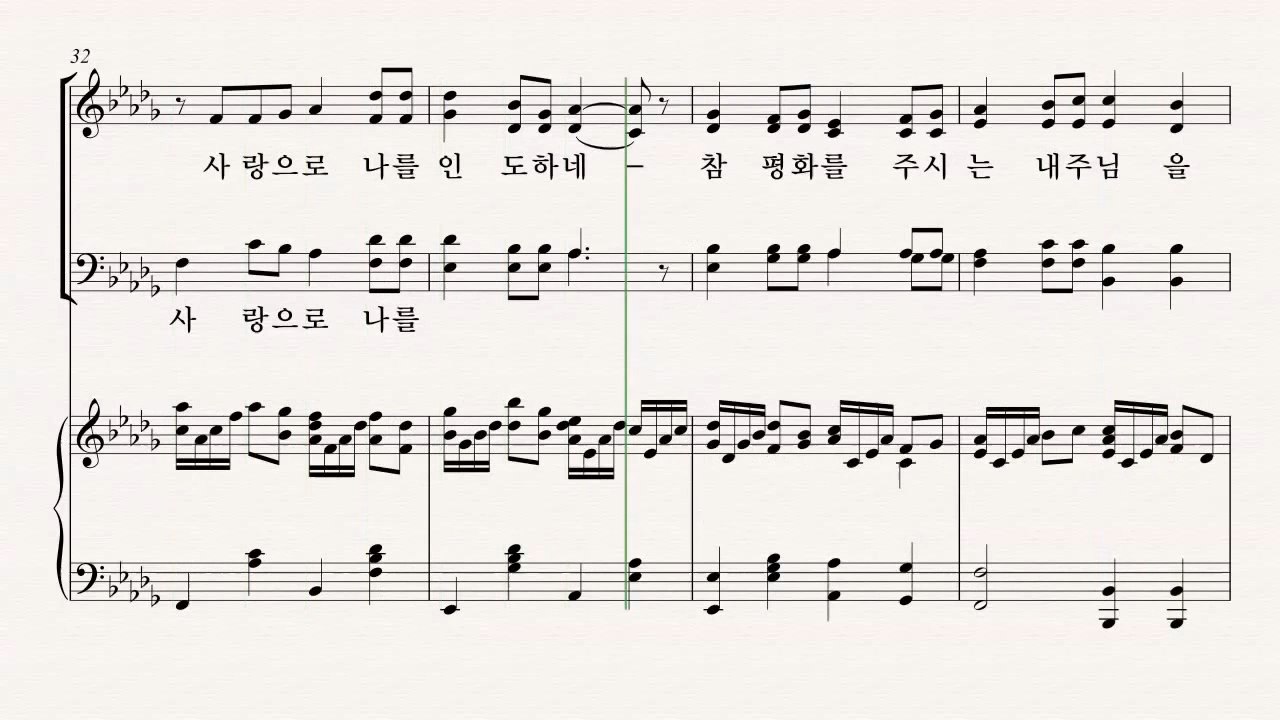 32
사 랑으로 나를 인 도하네 – 참 평화를 주시 는 내주님 을
사 랑으로 나를